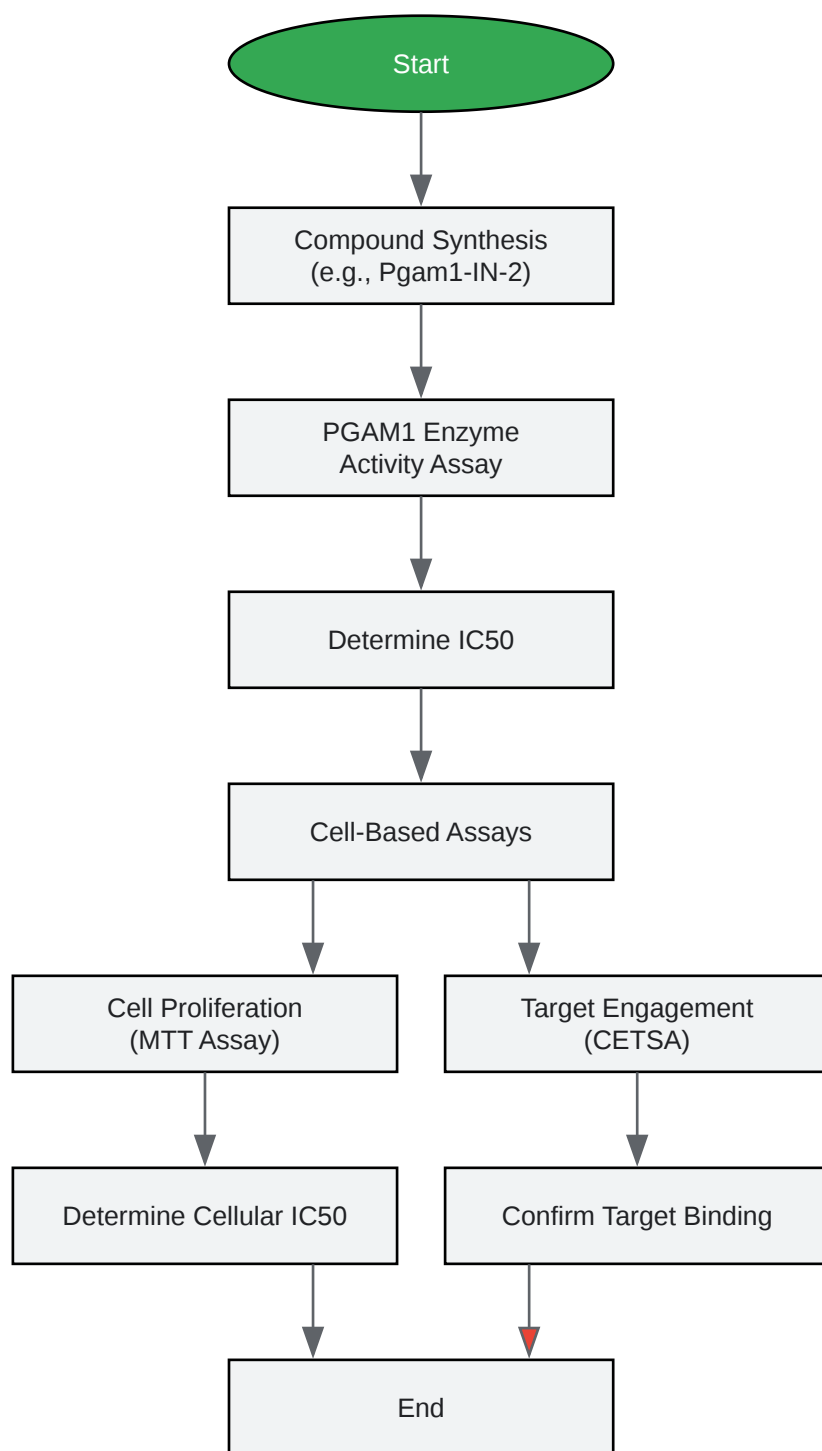 Start
Compound Synthesis
(e.g., Pgam1-IN-2)
PGAM1 Enzyme
Activity Assay
Determine IC50
Cell-Based Assays
Cell Proliferation
(MTT Assay)
Target Engagement
(CETSA)
Determine Cellular IC50
Confirm Target Binding
End